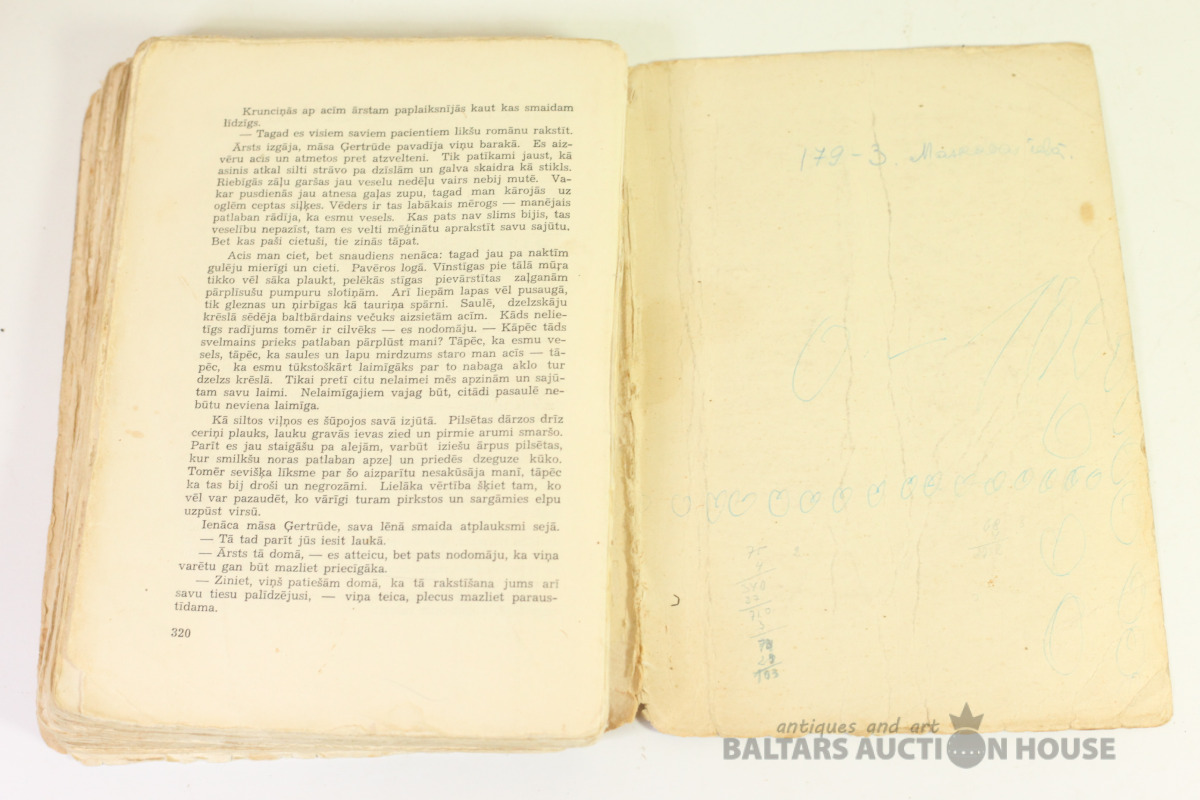 Krunciņās ap acīm ārstam paplaiksnījās kaut kas smaidam
līdzīgs.
— Tagad es visiem saviem pacientiem likšu romānu rakstīt.
Ārsts izgāja, māsa Ģertrūde pavadīja viņu barakā. Es aiz-
vēru acis un atmetos pret atzvelteni. Tik patīkami jaust, kā
asinis atkal silti strāvo pa dzīslām un galva skaidra kā stikls.
Riebīgās zāļu garšas jau veselu nedēļu vairs nebij mutē. Va-
kar pusdienās jau atnesa gaļas zupu, tagad man kārojās uz
oglēm ceptas siļķes. Vēders ir tas labākais mērogs — manējais
patlaban rādīja, ka esmu vesels. Kas pats nav slims bijis, tas
veselību nepazīst, tam es velti mēģinātu aprakstīt savu sajūtu.
Bet kas paši cietuši, tie zinās tāpat.
Acis man ciet, bet snaudiens nenāca: tagad jau pa naktīm
gulēju mierīgi un cieti. Pavēros logā. Vīnstīgas pie tālā mūŗa
tikko vēl sāka plaukt, pelēkās stīgas pievārstītas zaļganām
pārplīsušu pumpuru slotiņām. Arī liepām lapas vēl pusaugā,
tik gleznas un ņirbīgas kā tauriņa spārni. Saulē, dzelzskāju
krēslā sēdēja baltbārdains večuks aizsietām acīm. Kāds nelie-
tīgs radījums tomēr ir cilvēks — es nodomāju. — Kāpēc tāds
svelmains prieks patlaban pārplūst mani? Tāpēc, ka esmu ve-
sels, tāpēc, ka saules un lapu mirdzums staro man acīs — tā-
pēc, ka esmu tūkstoškārt laimīgāks par to nabaga aklo tur
dzelzs krēslā. Tikai pretī citu nelaimei mēs apzinām un sajū-
tam savu laimi. Nelaimīgajiem vajag būt, citādi pasaulē ne-
būtu neviena laimīga.
Kā siltos viļņos es šūpojos savā izjūtā. Pilsētas dārzos drīz
ceriņi plauks, lauku gravās ievas zied un pirmie arumi smaršo.
Parīt es jau staigāšu pa alejām, varbūt iziešu ārpus pilsētas,
kur smilkšu noras patlaban apzeļ un priedēs dzeguze kūko.
Tomēr sevišķa līksme par šo aizparītu nesakūsāja manī, tāpēc
ka tas bij droši un negrozāmi. Lielāka vērtība šķiet tam, ko
vēl var pazaudēt, ko vārīgi turam pirkstos un sargāmies elpu
uzpūst virsū.
Ienāca māsa Ģertrūde, sava lēnā smaida atplauksmi sejā.
— Tā tad parīt jūs iesit laukā.
— Ārsts tā domā, — es atteicu, bet pats nodomāju, ka viņa
varētu gan būt mazliet priecīgāka.
— Ziniet, viņš patiešām domā, ka tā rakstīšana jums arī
savu tiesu palīdzējusi, — viņa teica, plecus mazliet paraus-
tīdama.
320
179-3
75
2
78
29
103
antiques and art
BALTARS AUCTION HOUSE